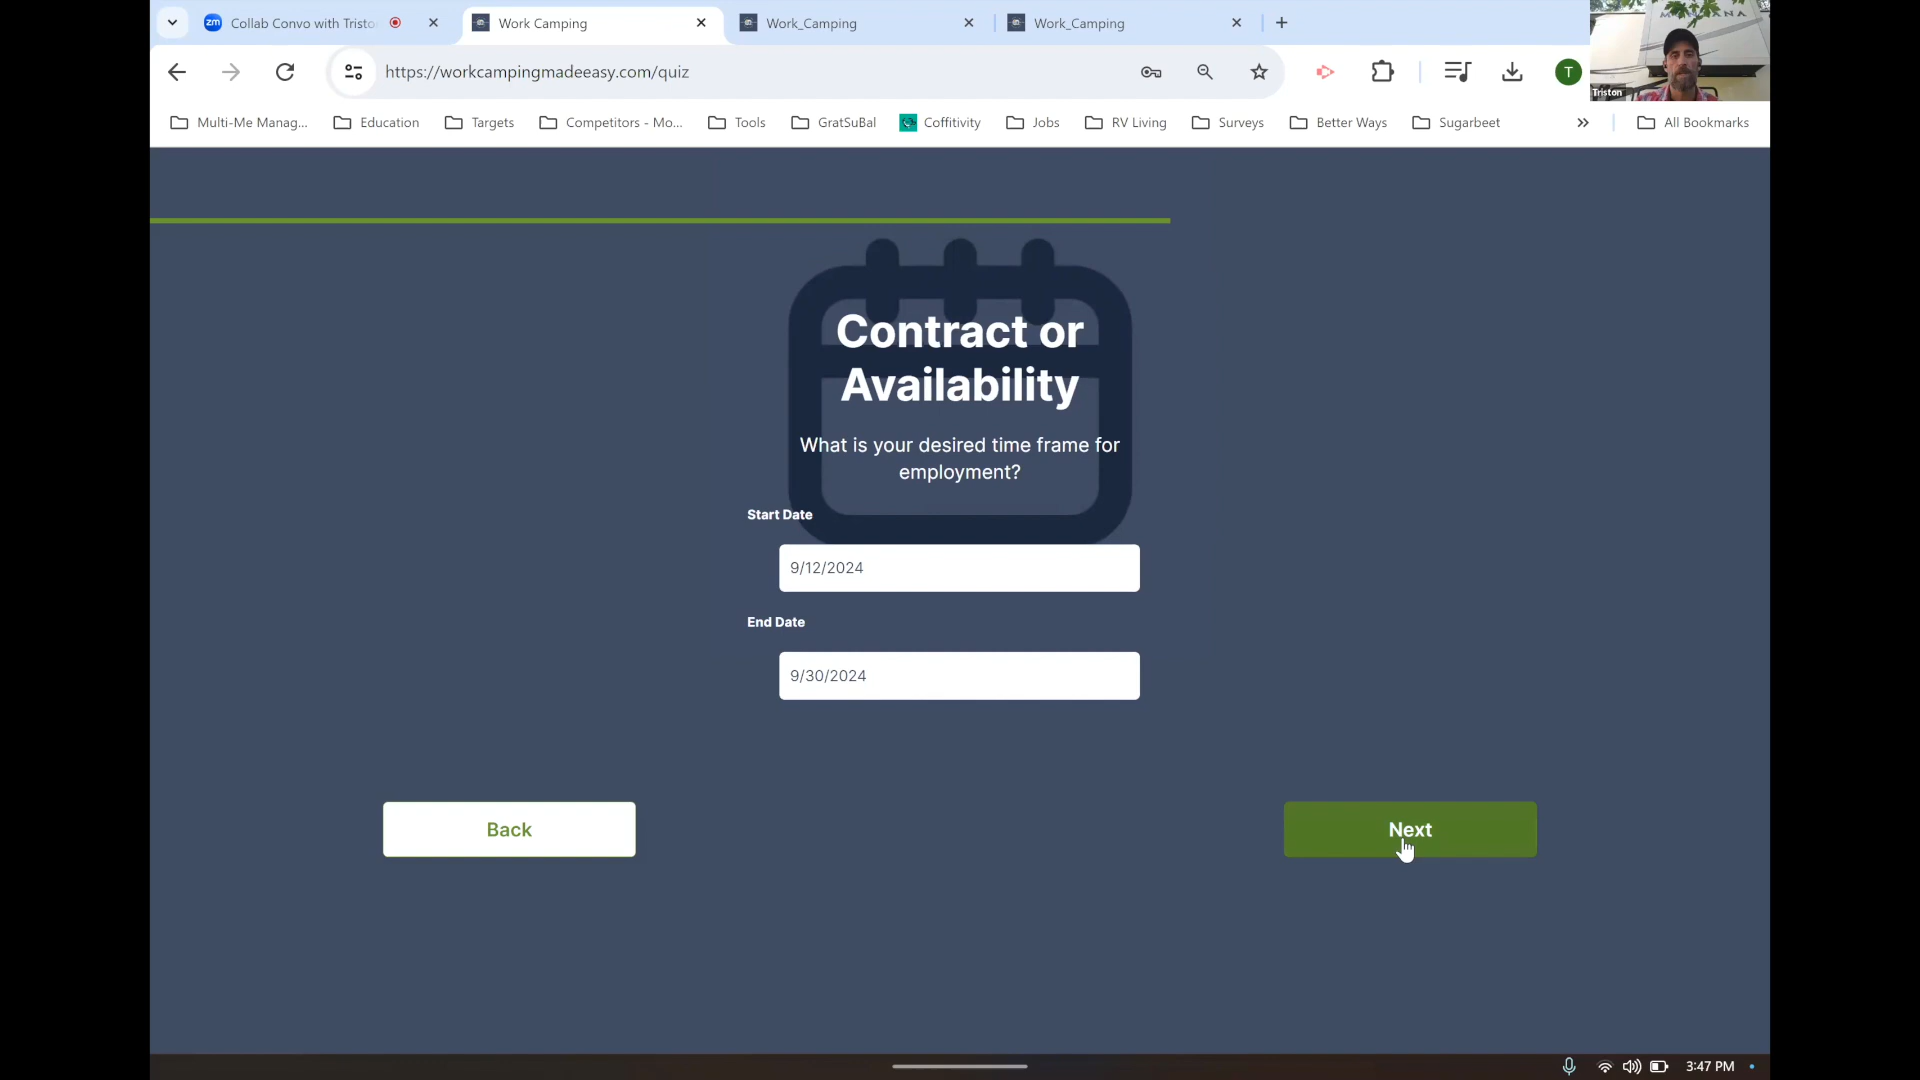 zm Collab Convo with Tristo
Work Camping
Work_Camping
Work_Camping
https://workcampingmadeeasy.com/quiz
T
Triston
Multi-Me Manag...
Education
Targets
Competitors - Mo...
Tools
GratSuBal
Coffitivity
Jobs
RV Living
Surveys
Better Ways
Sugarbeet
All Bookmarks
Contract or
Availability
What is your desired time frame for
employment?
Start Date
9/12/2024
End Date
9/30/2024
Back
Next
3:47 PM